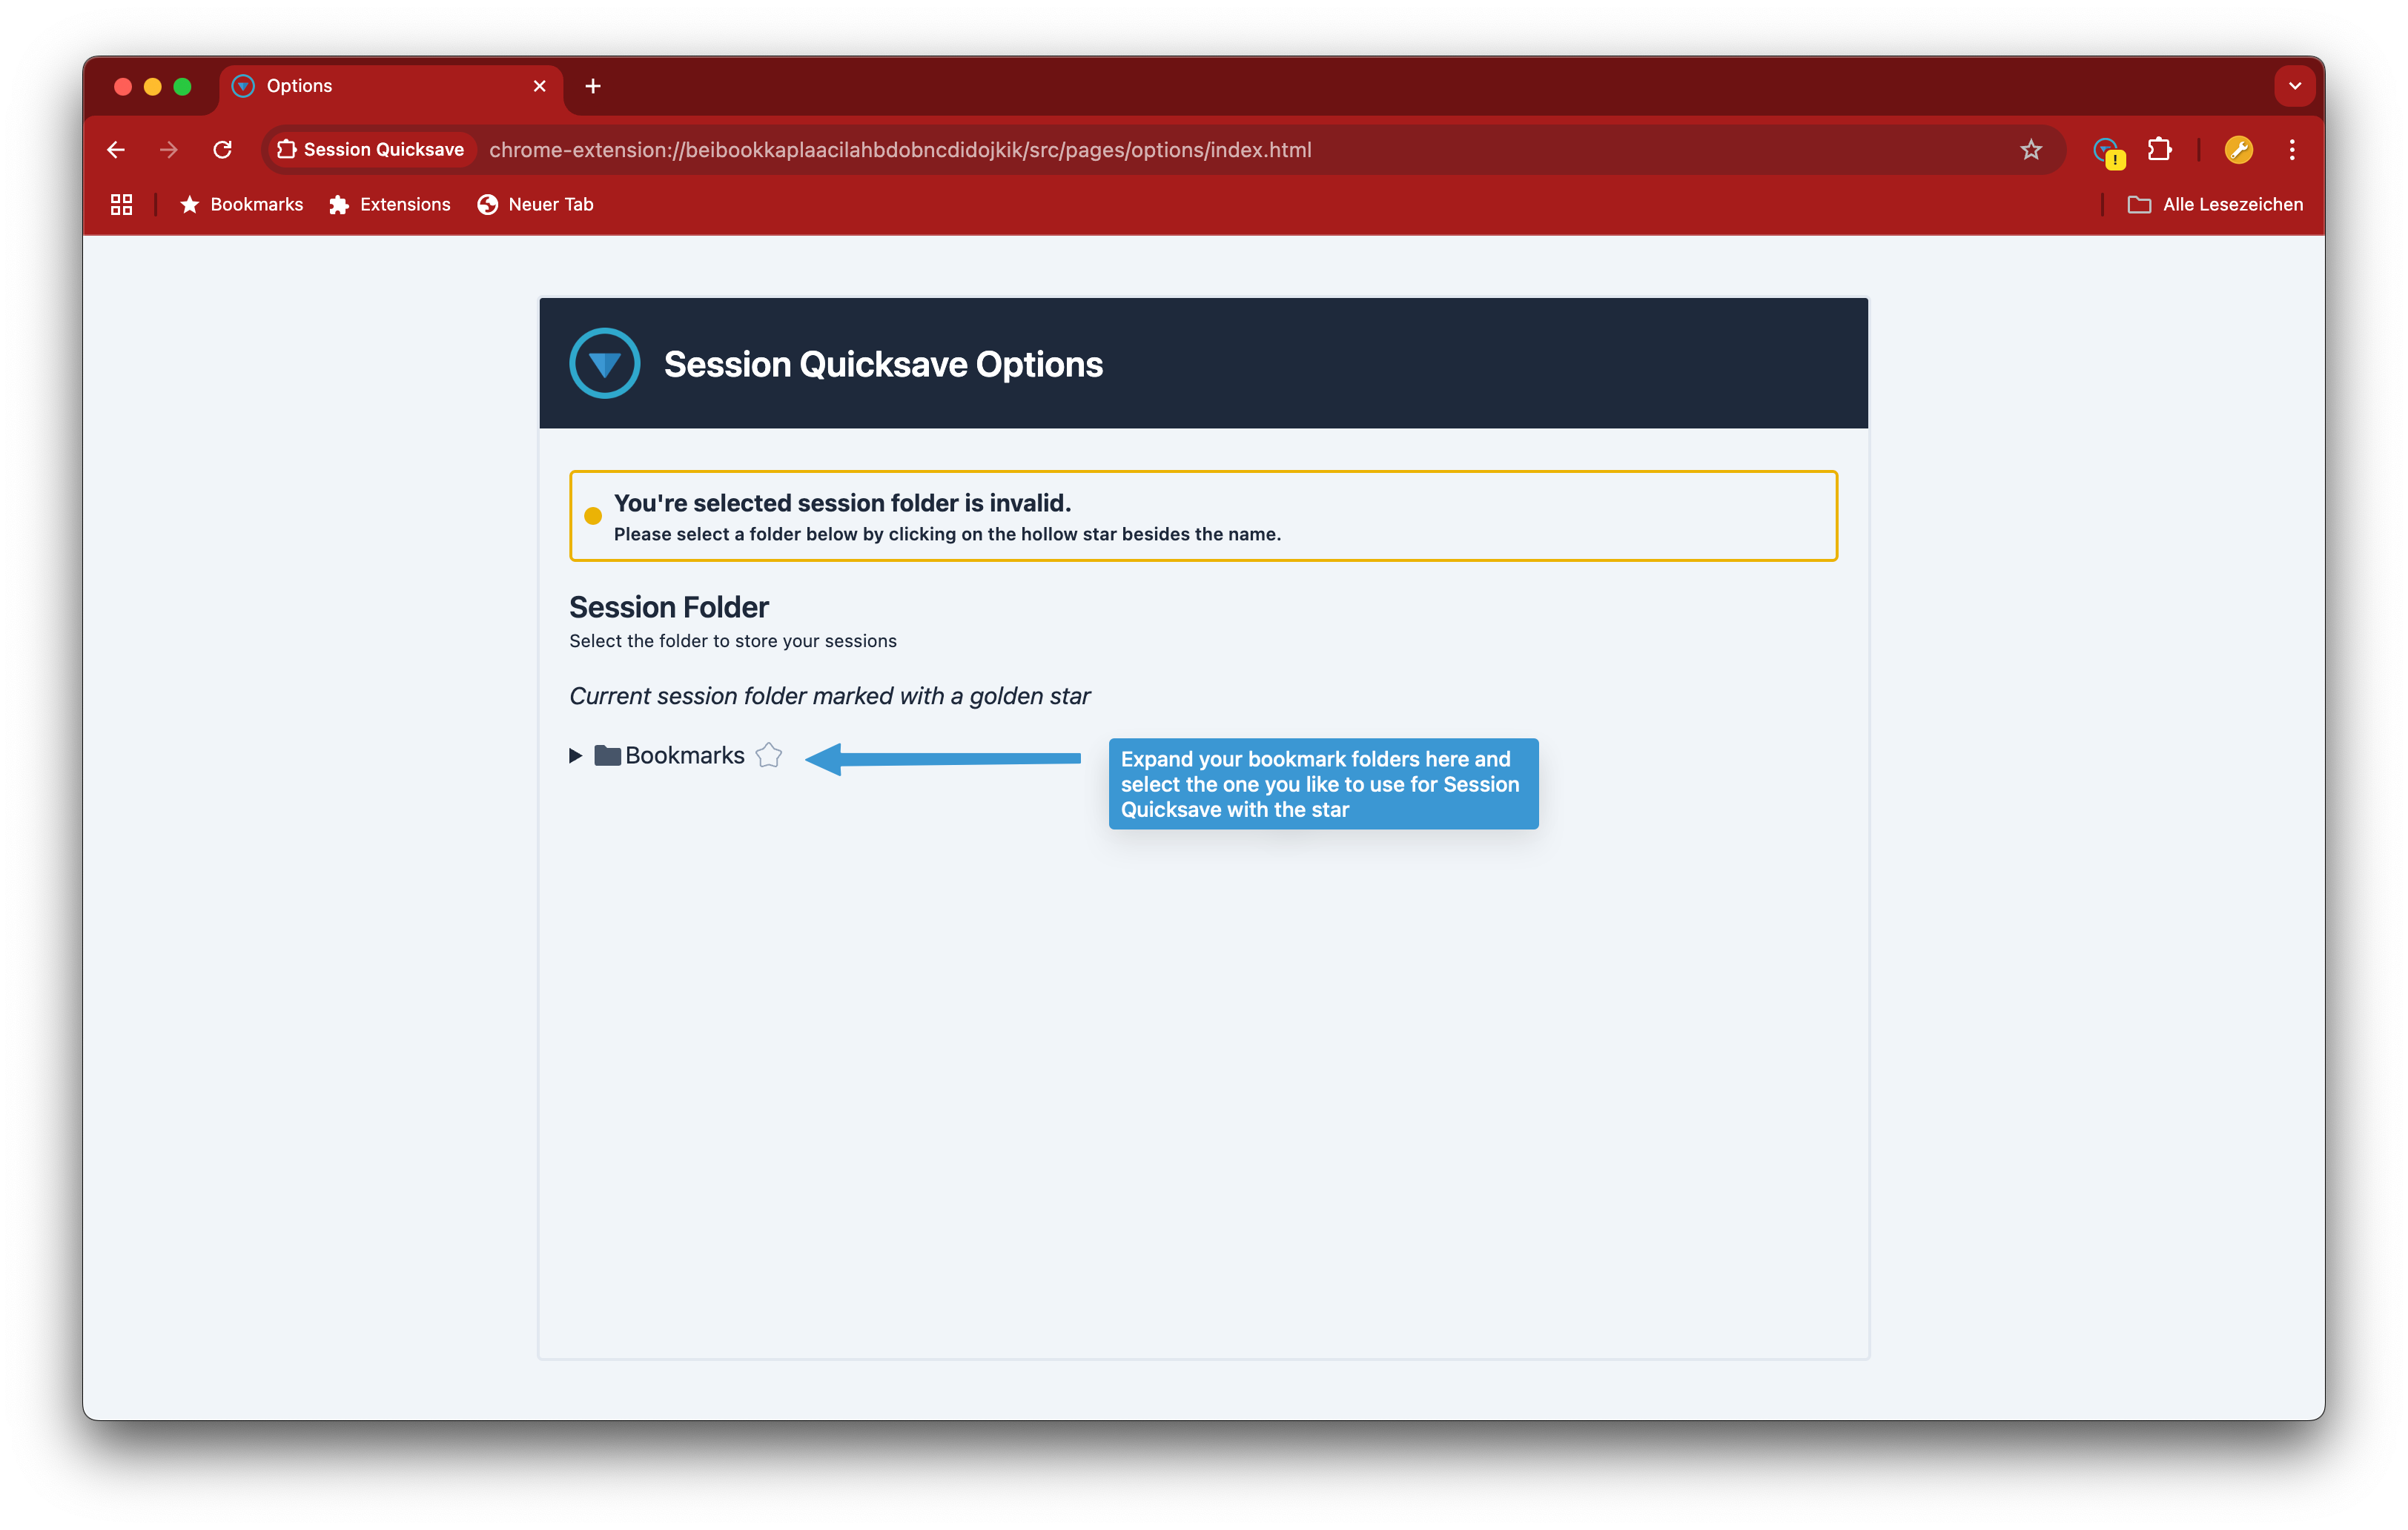 Options
Session Quicksave chrome-extension://beibookkaplaacilahbdobncdidojkik/src/pages/options/index.html
!
Bookmarks Extensions Neuer Tab Alle Lesezeichen
Session Quicksave Options
You're selected session folder is invalid.
Please select a folder below by clicking on the hollow star besides the name.
Session Folder
Select the folder to store your sessions
Current session folder marked with a golden star
Bookmarks
Expand your bookmark folders here and
select the one you like to use for Session
Quicksave with the star